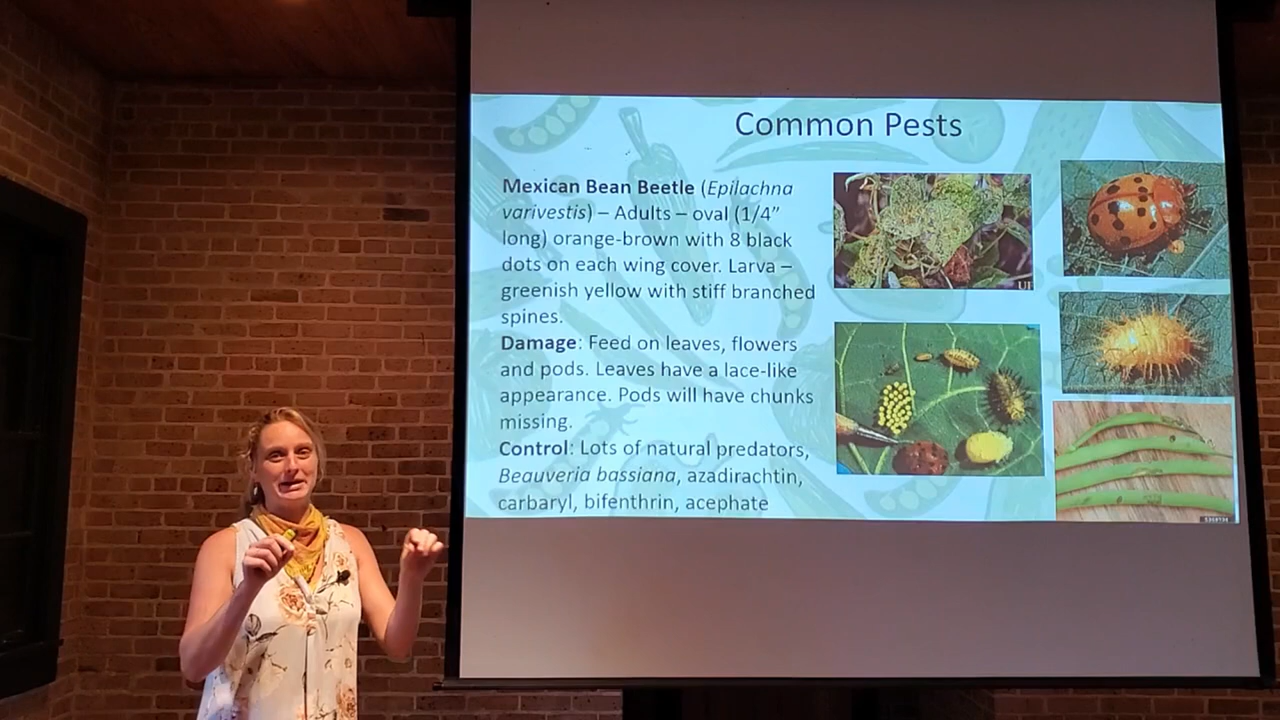 Common Pests
Mexican Bean Beetle (Epilachna
varivestis) – Adults – oval (1/4”
long) orange-brown with 8 black
dots on each wing cover. Larva –
greenish yellow with stiff branched
spines.
Damage: Feed on leaves, flowers
and pods. Leaves have a lace-like
appearance. Pods will have chunks
missing.
Control: Lots of natural predators,
Beauveria bassiana, azadirachtin,
carbaryl, bifenthrin, acephate